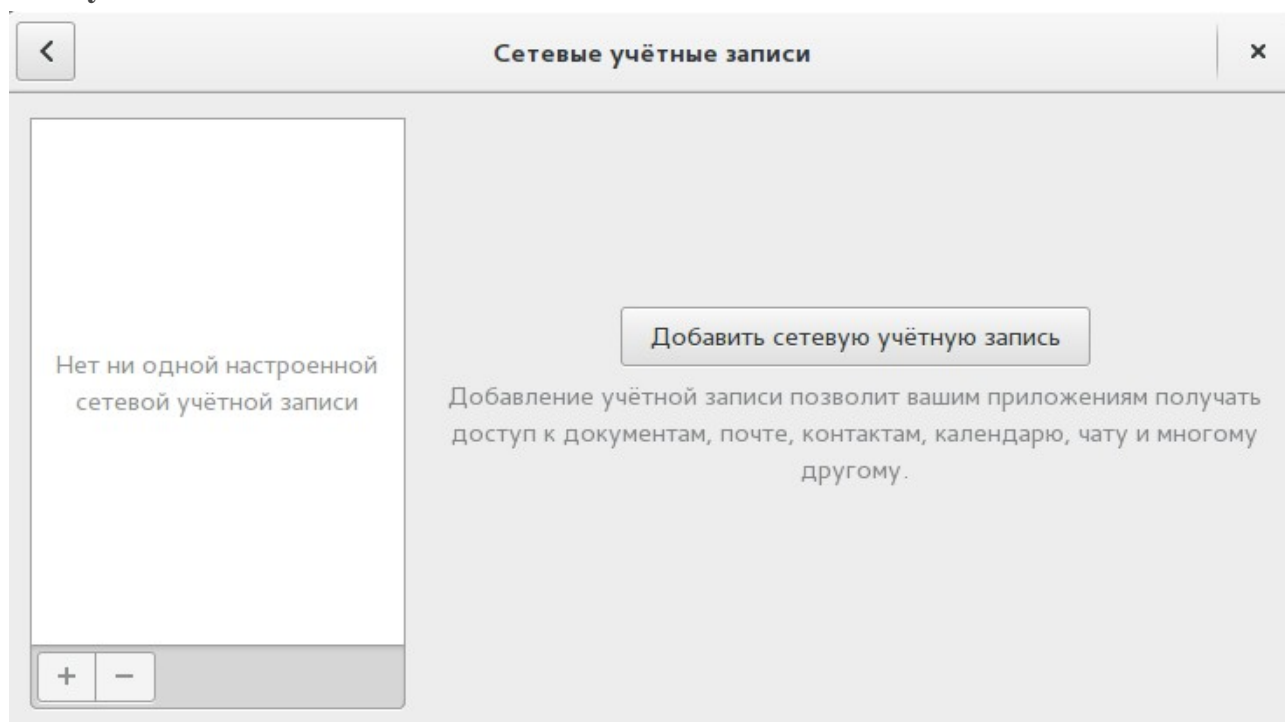 Сетевые учётные записи
Нет ни одной настроенной
сетевой учётной записи
Добавить сетевую учётную запись
Добавление учётной записи позволит вашим приложениям получать
доступ к документам, почте, контактам, календарю, чату и многому
другому.